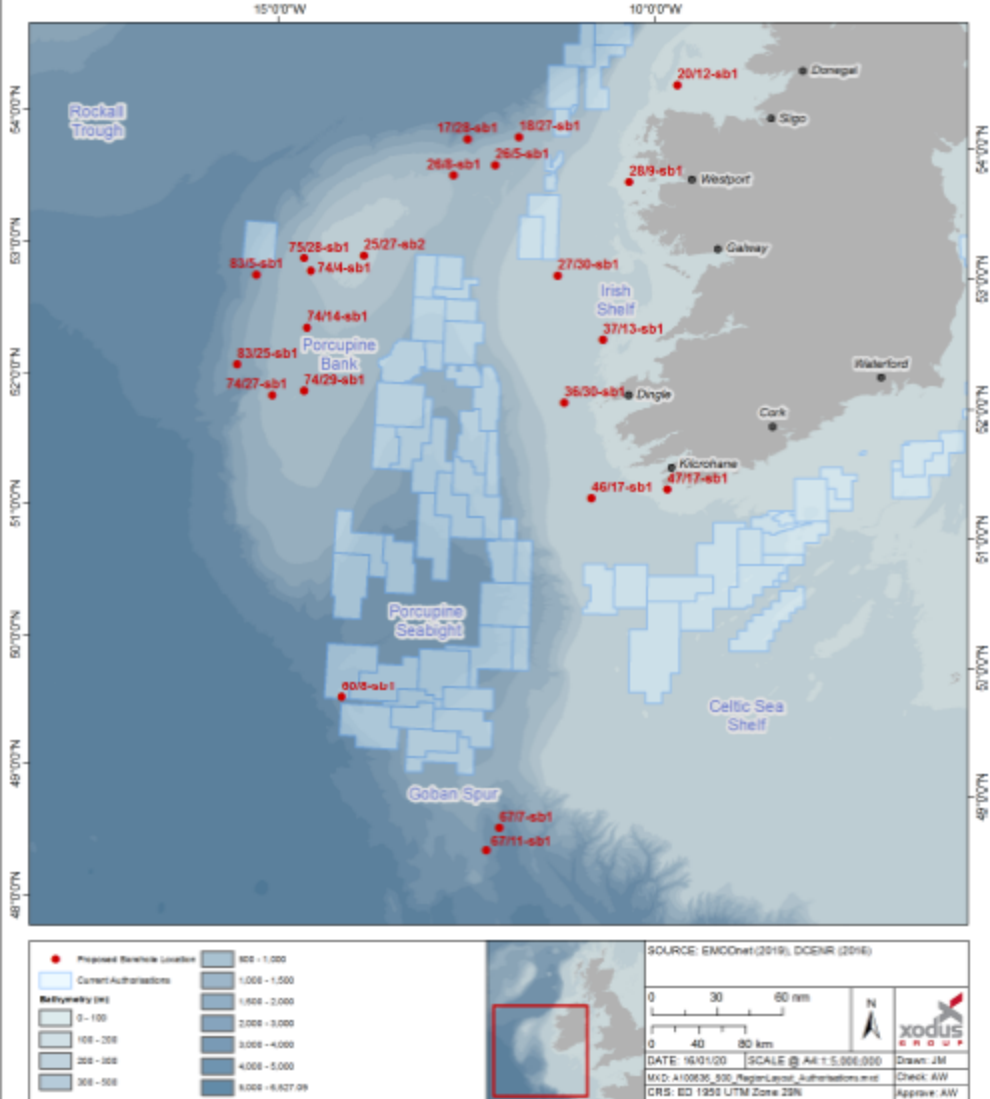 15°0'0"W
10°0'0"W
54°0'0"N
53°0'0"N
52°0'0"N
51°0'0"N
50°0'0"N
49°0'0"N
48°0'0"N
54°0'0"N
53°0'0"N
52°0'0"N
51°0'0"N
50°0'0"N
49°0'0"N
Rockall
Trough
20/12-sb1
Donegal
Sligo
17/28-sb1
18/27-sb1
26/5-sb1
26/8-sb1
28/9-sb1
Westport
75/28-sb1
25/27-sb2
Galway
83/5-sb1
74/4-sb1
27/30-sb1
Irish
Shelf
74/14-sb1
37/13-sb1
Porcupine
Bank
83/25-sb1
Waterford
74/27-sb1
74/29-sb1
36/30-sb1
Dingle
Cork
Kilcrohane
47/17-sb1
46/17-sb1
Porcupine
Seabight
60/8-sb1
Celtic Sea
Shelf
Goban Spur
67/7-sb1
67/11-sb1
Proposed Borehole Location
Current Authorisations
Bathymetry (m)
0 - 100
100 - 200
200 - 300
300 - 500
500 - 1,000
1,000 - 1,500
1,500 - 2,000
2,000 - 3,000
3,000 - 4,000
4,000 - 5,000
5,000 - 6,527.09
SOURCE: EMODnet (2019), DCENR (2016)
0 30 60 nm
0 40 80 km
N
xodus
GROUP
DATE: 16/01/20
SCALE @ A4: 1:5,000,000
Drawn: JM
MXD: A100636_S00_RegionLayout_Authorisations.mxd
Check: AW
CRS: ED 1950 UTM Zone 29N
Approve: AW